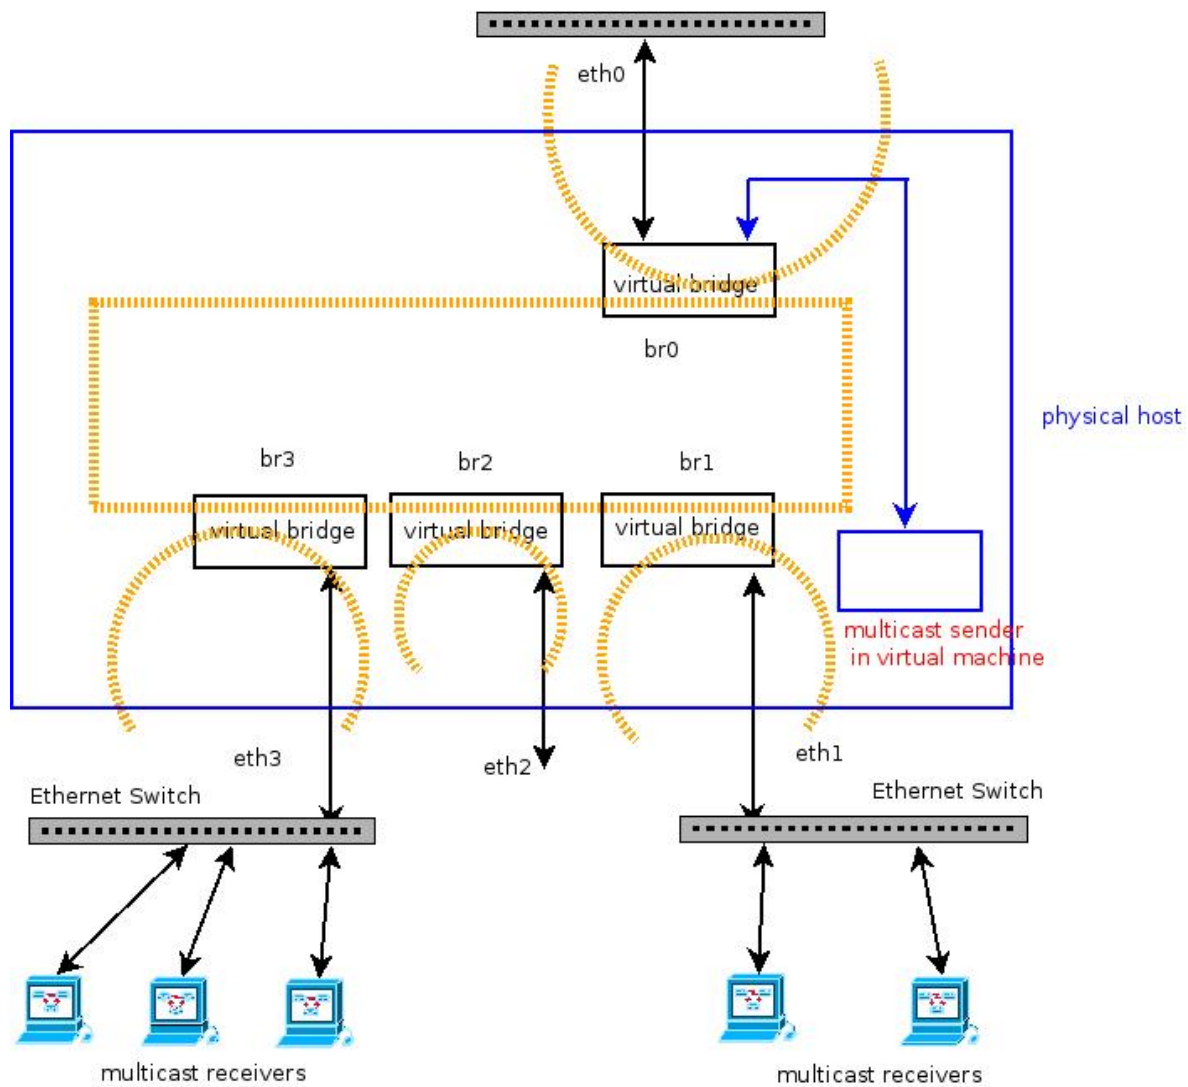 eth0
virtual bridge
br0
physical host
br3
br2
br1
virtual bridge
virtual bridge
virtual bridge
multicast sender
in virtual machine
eth3
eth2
eth1
Ethernet Switch
Ethernet Switch
multicast receivers
multicast receivers